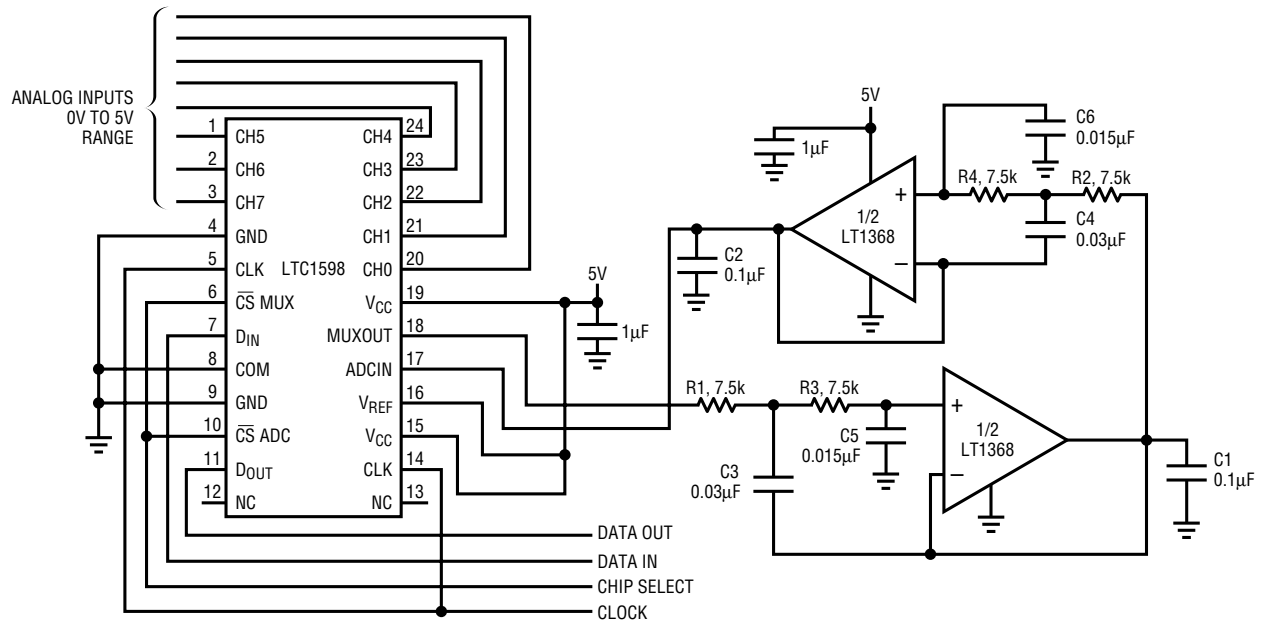 ANALOG INPUTS
0V TO 5V
RANGE
1 CH5
2 CH6
3 CH7
4 GND
5 CLK
6 C̅S̅ MUX
7 DIN
8 COM
9 GND
10 C̅S̅ ADC
11 DOUT
12 NC
LTC1598
CH4 24
CH3 23
CH2 22
CH1 21
CH0 20
VCC 19
MUXOUT 18
ADCIN 17
VREF 16
VCC 15
CLK 14
NC 13
5V
1µF
DATA OUT
DATA IN
CHIP SELECT
CLOCK
5V
1µF
C2
0.1µF
+
1/2
LT1368
−
C6
0.015µF
R4, 7.5k
R2, 7.5k
C4
0.03µF
R1, 7.5k
R3, 7.5k
C5
0.015µF
C3
0.03µF
+
1/2
LT1368
−
C1
0.1µF